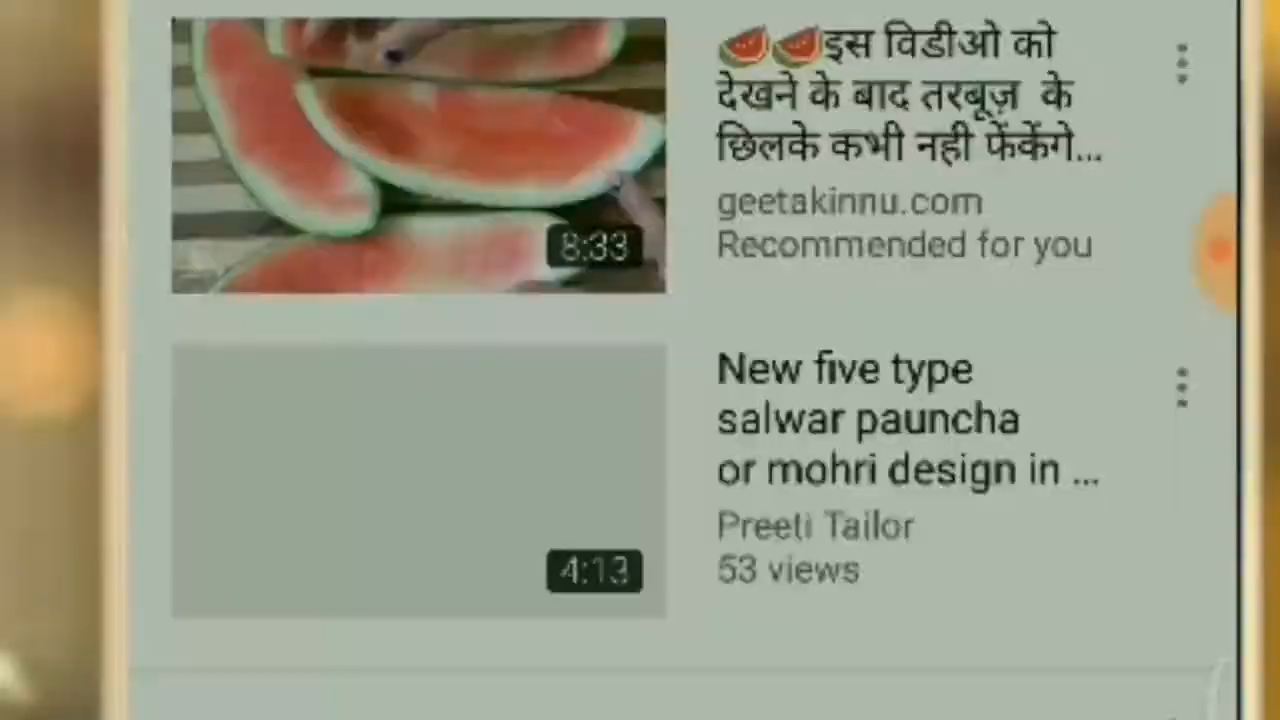 🍉🍉इस विडीओ को
देखने के बाद तरबूज़ के
छिलके कभी नही फेंकेंगे...
geetakinnu.com
Recommended for you
8:33
New five type
salwar pauncha
or mohri design in ...
Preeti Tailor
53 views
4:13